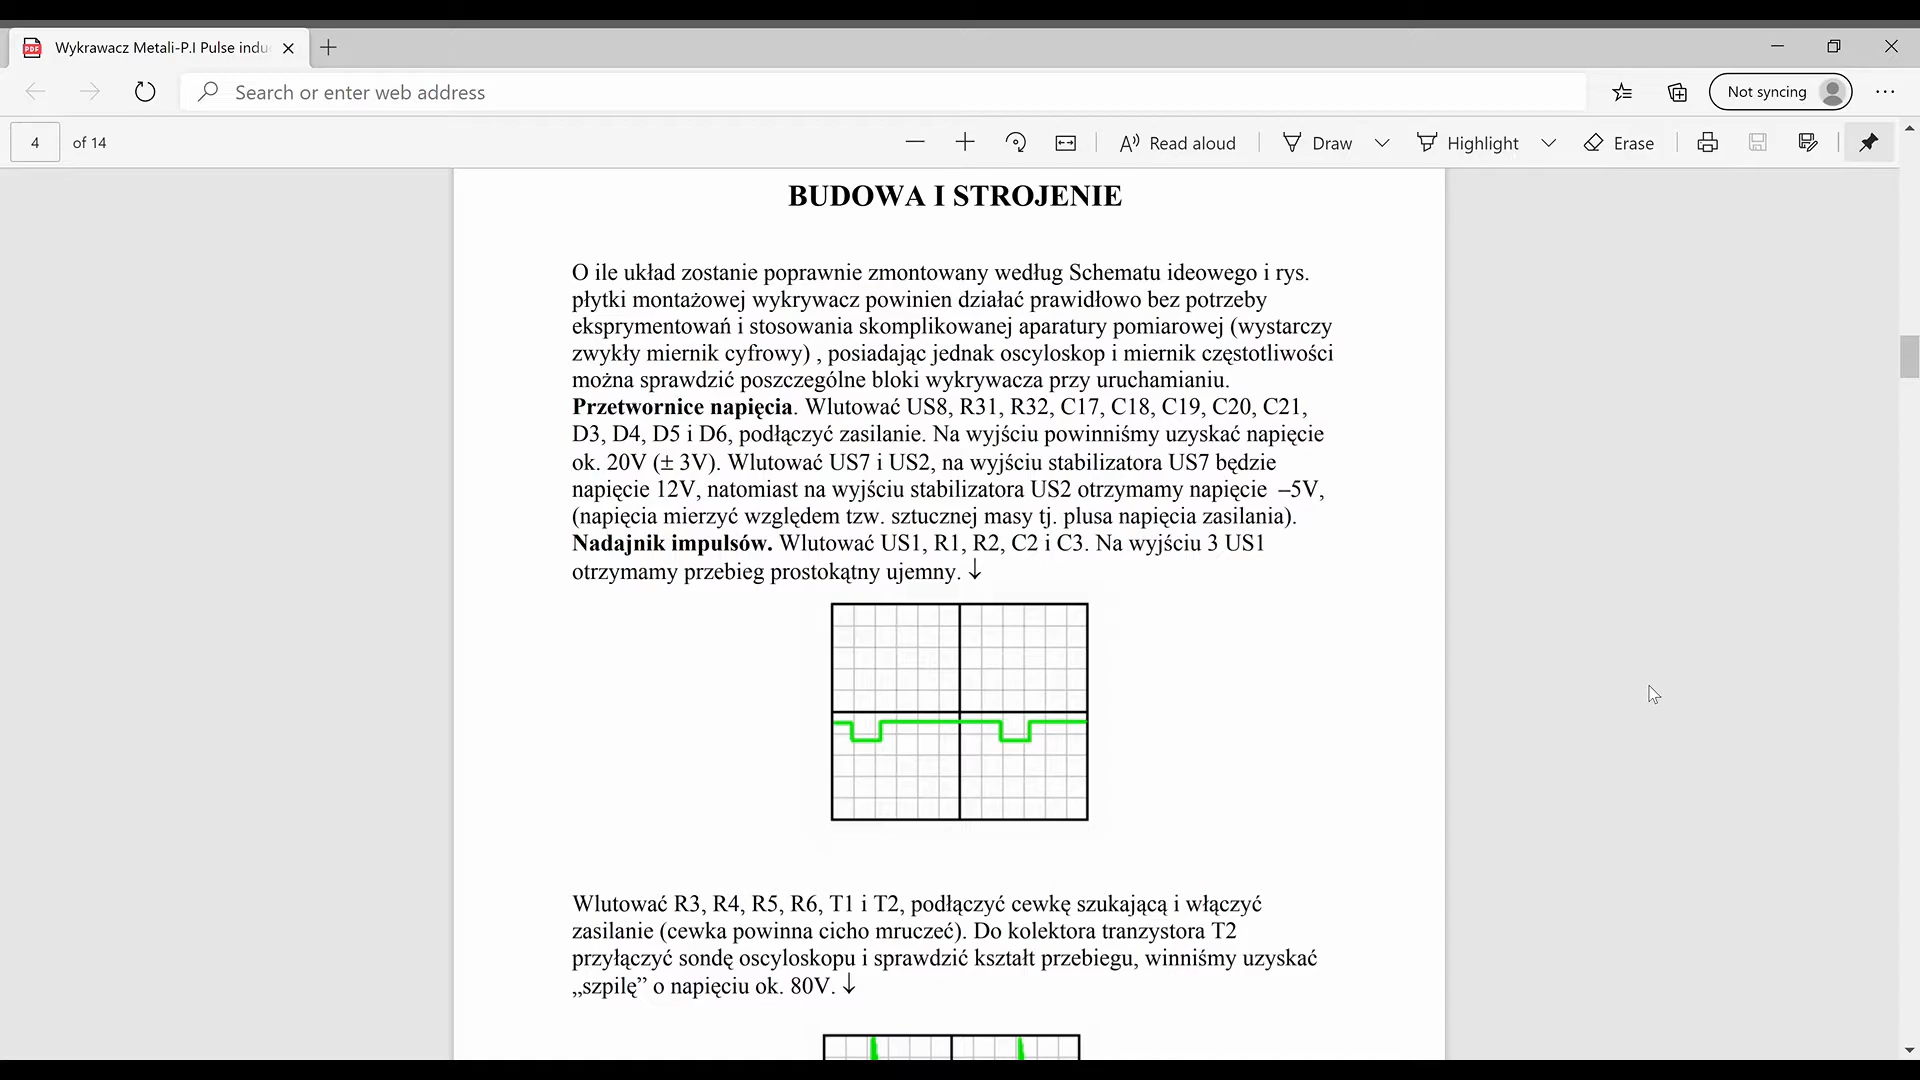 Wykrawacz Metali-P.I Pulse indu
Search or enter web address
Not syncing
4 of 14
Read aloud
Draw
Highlight
Erase
BUDOWA I STROJENIE
O ile układ zostanie poprawnie zmontowany według Schematu ideowego i rys.
płytki montażowej wykrywacz powinien działać prawidłowo bez potrzeby
eksprymentowań i stosowania skomplikowanej aparatury pomiarowej (wystarczy
zwykły miernik cyfrowy) , posiadając jednak oscyloskop i miernik częstotliwości
można sprawdzić poszczególne bloki wykrywacza przy uruchamianiu.
Przetwornice napięcia. Wlutować US8, R31, R32, C17, C18, C19, C20, C21,
D3, D4, D5 i D6, podłączyć zasilanie. Na wyjściu powinniśmy uzyskać napięcie
ok. 20V (± 3V). Wlutować US7 i US2, na wyjściu stabilizatora US7 będzie
napięcie 12V, natomiast na wyjściu stabilizatora US2 otrzymamy napięcie –5V,
(napięcia mierzyć względem tzw. sztucznej masy tj. plusa napięcia zasilania).
Nadajnik impulsów. Wlutować US1, R1, R2, C2 i C3. Na wyjściu 3 US1
otrzymamy przebieg prostokątny ujemny. ↓
Wlutować R3, R4, R5, R6, T1 i T2, podłączyć cewkę szukającą i włączyć
zasilanie (cewka powinna cicho mruczeć). Do kolektora tranzystora T2
przyłączyć sondę oscyloskopu i sprawdzić kształt przebiegu, winniśmy uzyskać
„szpilę” o napięciu ok. 80V. ↓